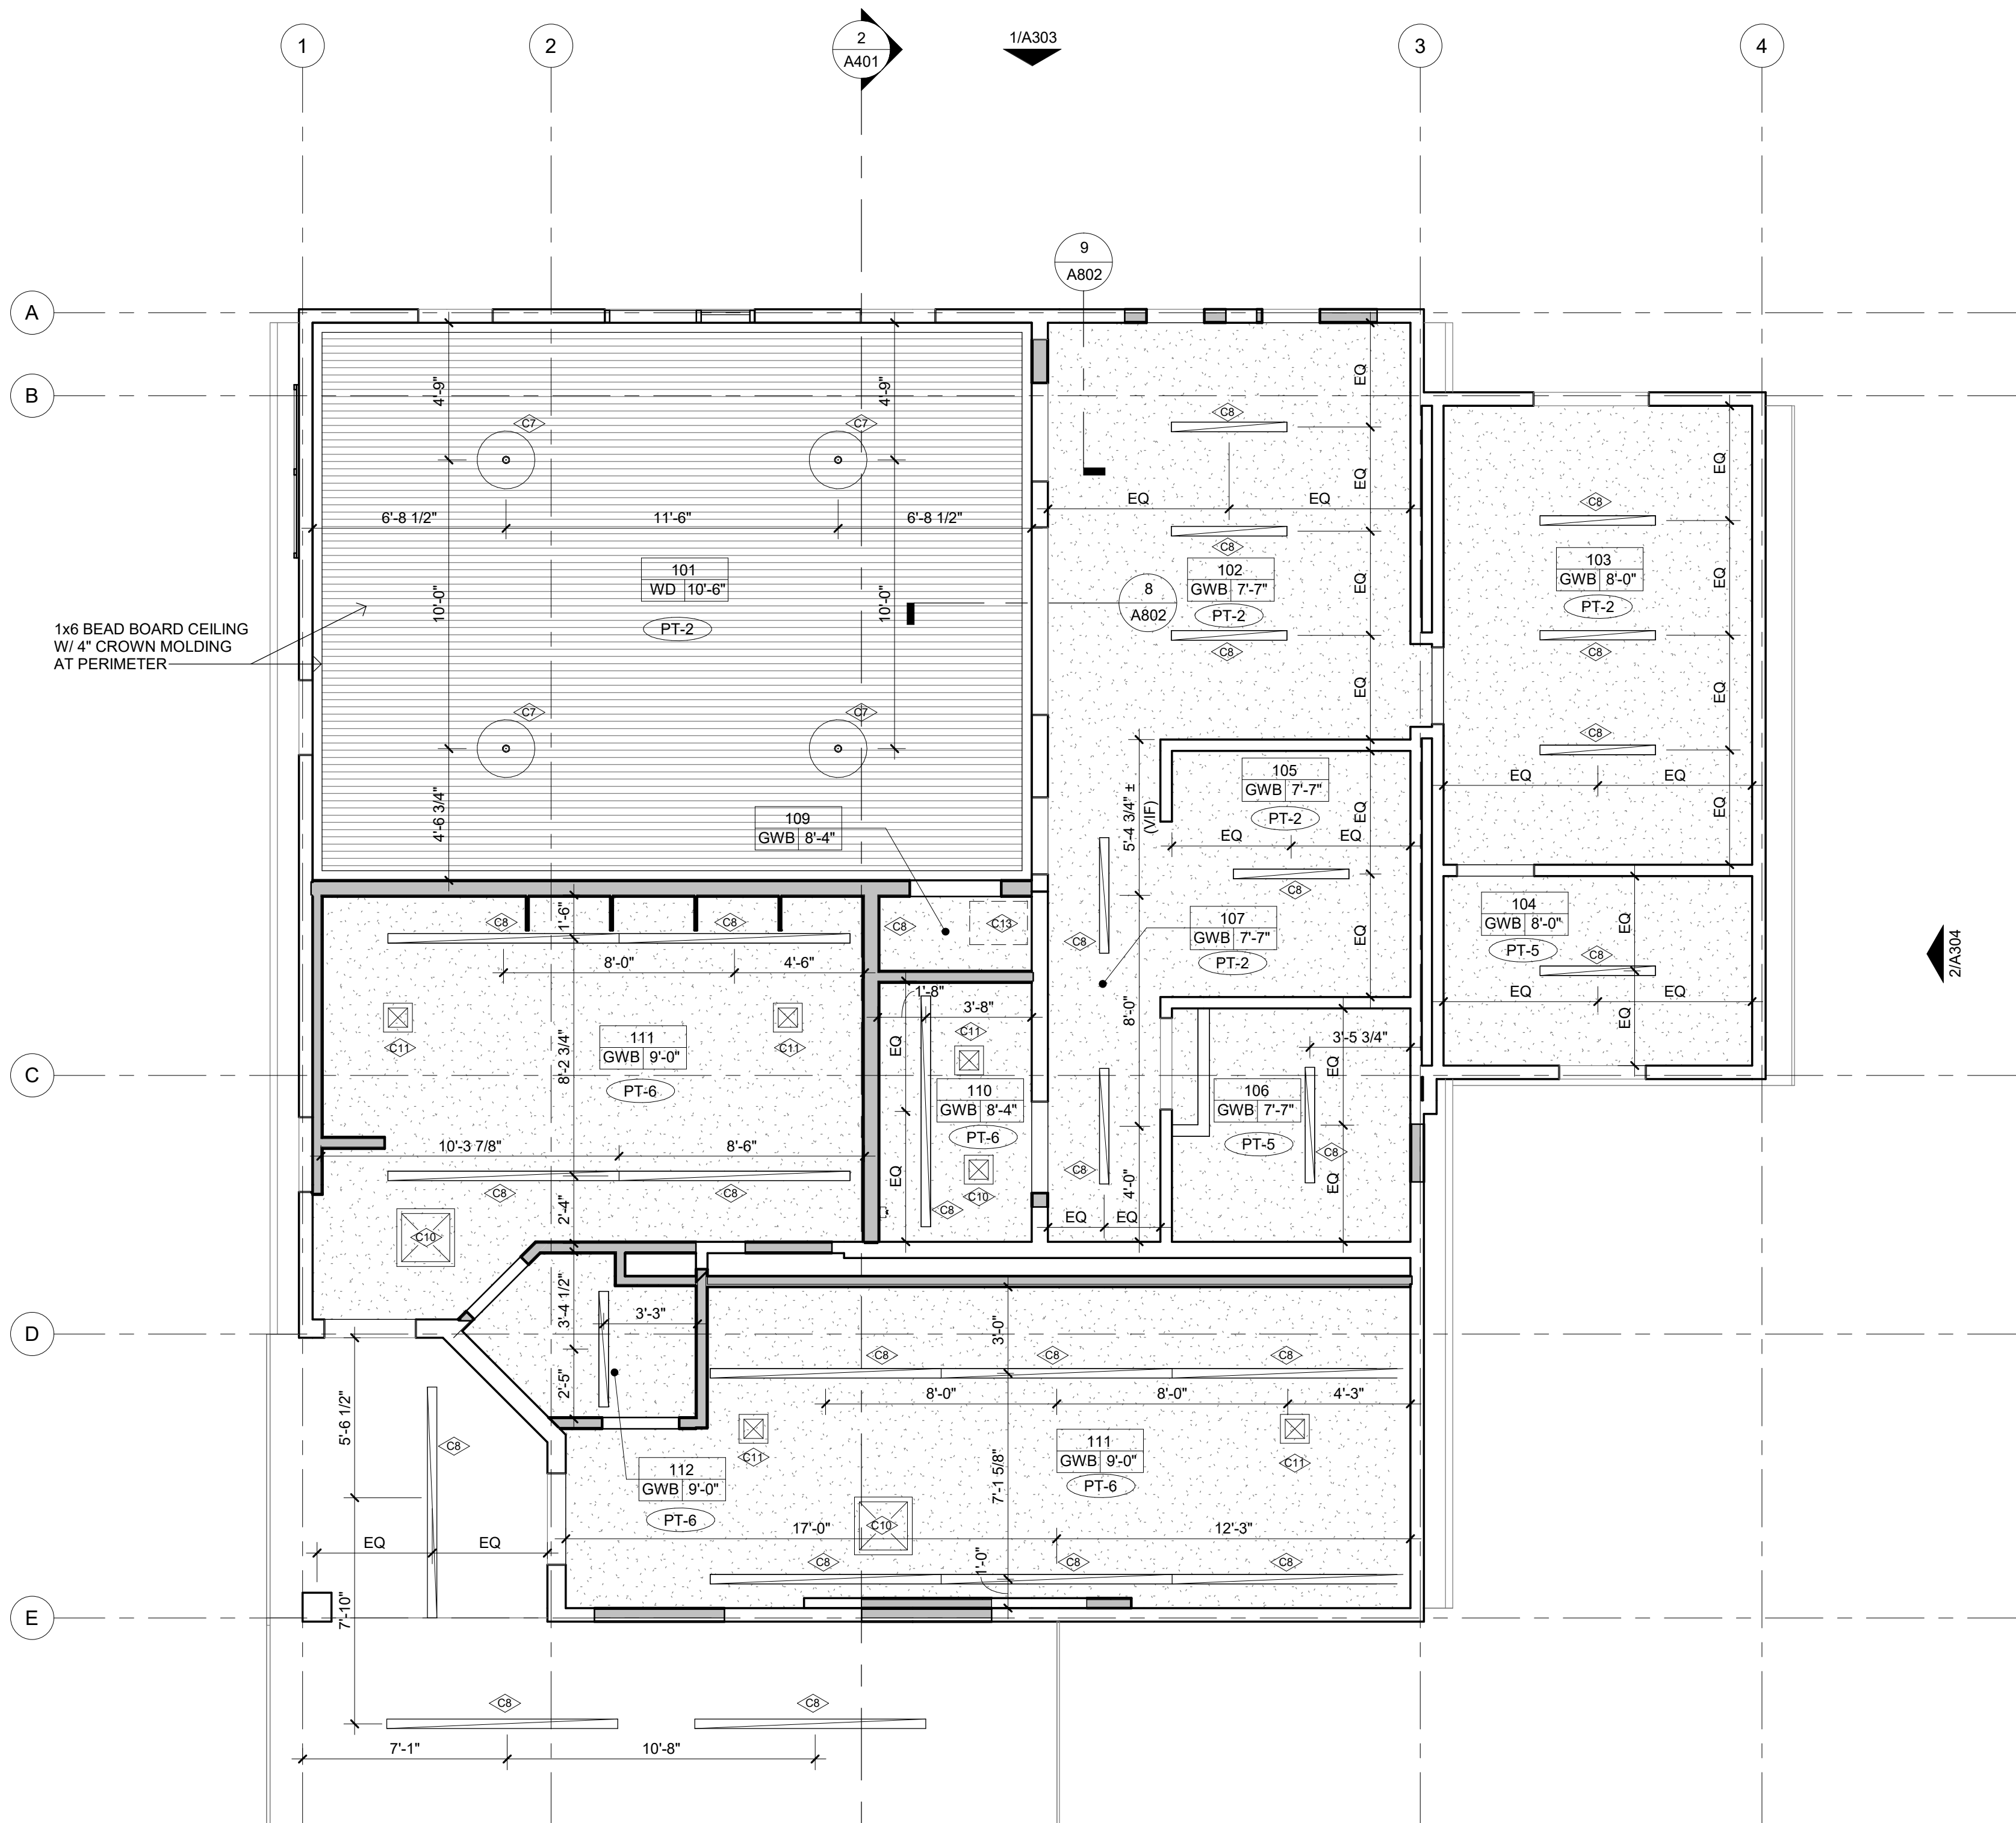 1
2
2
A401
1/A303
3
4
9
A802
A
B
C
D
E
4'-9"
4'-9"
C7
C7
6'-8 1/2"
11'-6"
6'-8 1/2"
101
WD 10'-6"
PT-2
10'-0"
10'-0"
1x6 BEAD BOARD CEILING
W/ 4" CROWN MOLDING
AT PERIMETER
C7
C7
4'-6 3/4"
109
GWB 8'-4"
8
A802
EQ
C8
EQ
EQ
EQ
C8
102
GWB 7'-7"
PT-2
EQ
C8
EQ
EQ
C8
103
GWB 8'-0"
PT-2
EQ
C8
EQ
C8
EQ
EQ
EQ
5'-4 3/4" ±
(VIF)
105
GWB 7'-7"
PT-2
EQ
EQ
EQ
C8
EQ
107
GWB 7'-7"
PT-2
104
GWB 8'-0"
PT-5
EQ
C8
EQ
EQ
EQ
2/A304
C8
C8
1'-6"
8'-0"
4'-6"
C8
C13
C8
C11
111
GWB 9'-0"
PT-6
C11
8'-2 3/4"
1'-8"
3'-8"
EQ
C11
110
GWB 8'-4"
PT-6
C10
C8
EQ
8'-0"
3'-5 3/4"
EQ
106
GWB 7'-7"
PT-5
C8
EQ
C8
4'-0"
EQ
EQ
10'-3 7/8"
8'-6"
C8
C8
2'-4"
C10
3'-4 1/2"
3'-3"
2'-5"
3'-0"
C8
C8
C8
8'-0"
8'-0"
4'-3"
5'-6 1/2"
C8
C11
111
GWB 9'-0"
PT-6
C11
112
GWB 9'-0"
PT-6
7'-1 5/8"
C10
17'-0"
12'-3"
EQ
EQ
C8
1'-0"
C8
C8
7'-10"
C8
C8
7'-1"
10'-8"